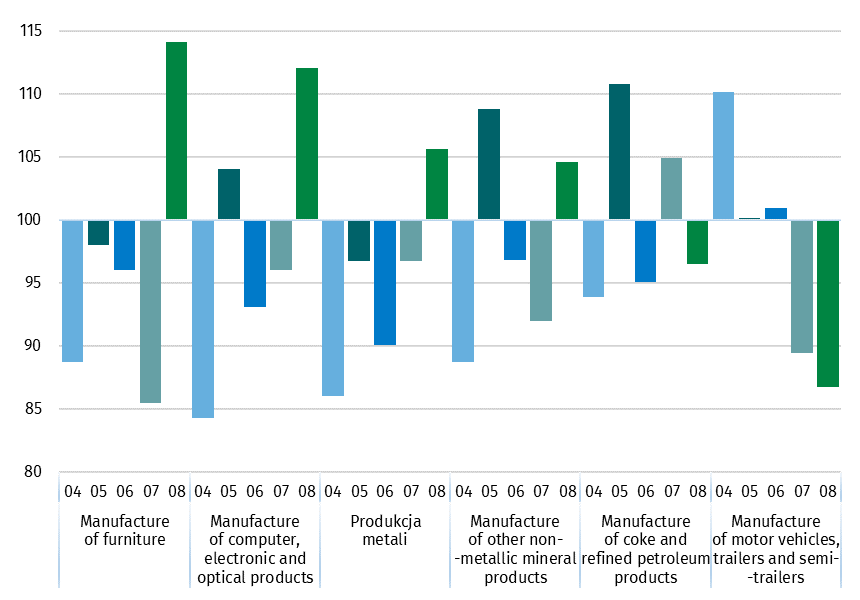 115
110
105
100
95
90
85
80
04 05 06 07 08 04 05 06 07 08 04 05 06 07 08 04 05 06 07 08 04 05 06 07 08 04 05 06 07 08
Manufacture
of furniture
Manufacture
of computer,
electronic and
optical products
Produkcja
metali
Manufacture
of other non-
-metallic mineral
products
Manufacture
of coke and
refined petroleum
products
Manufacture
of motor vehicles,
trailers and semi-
-trailers